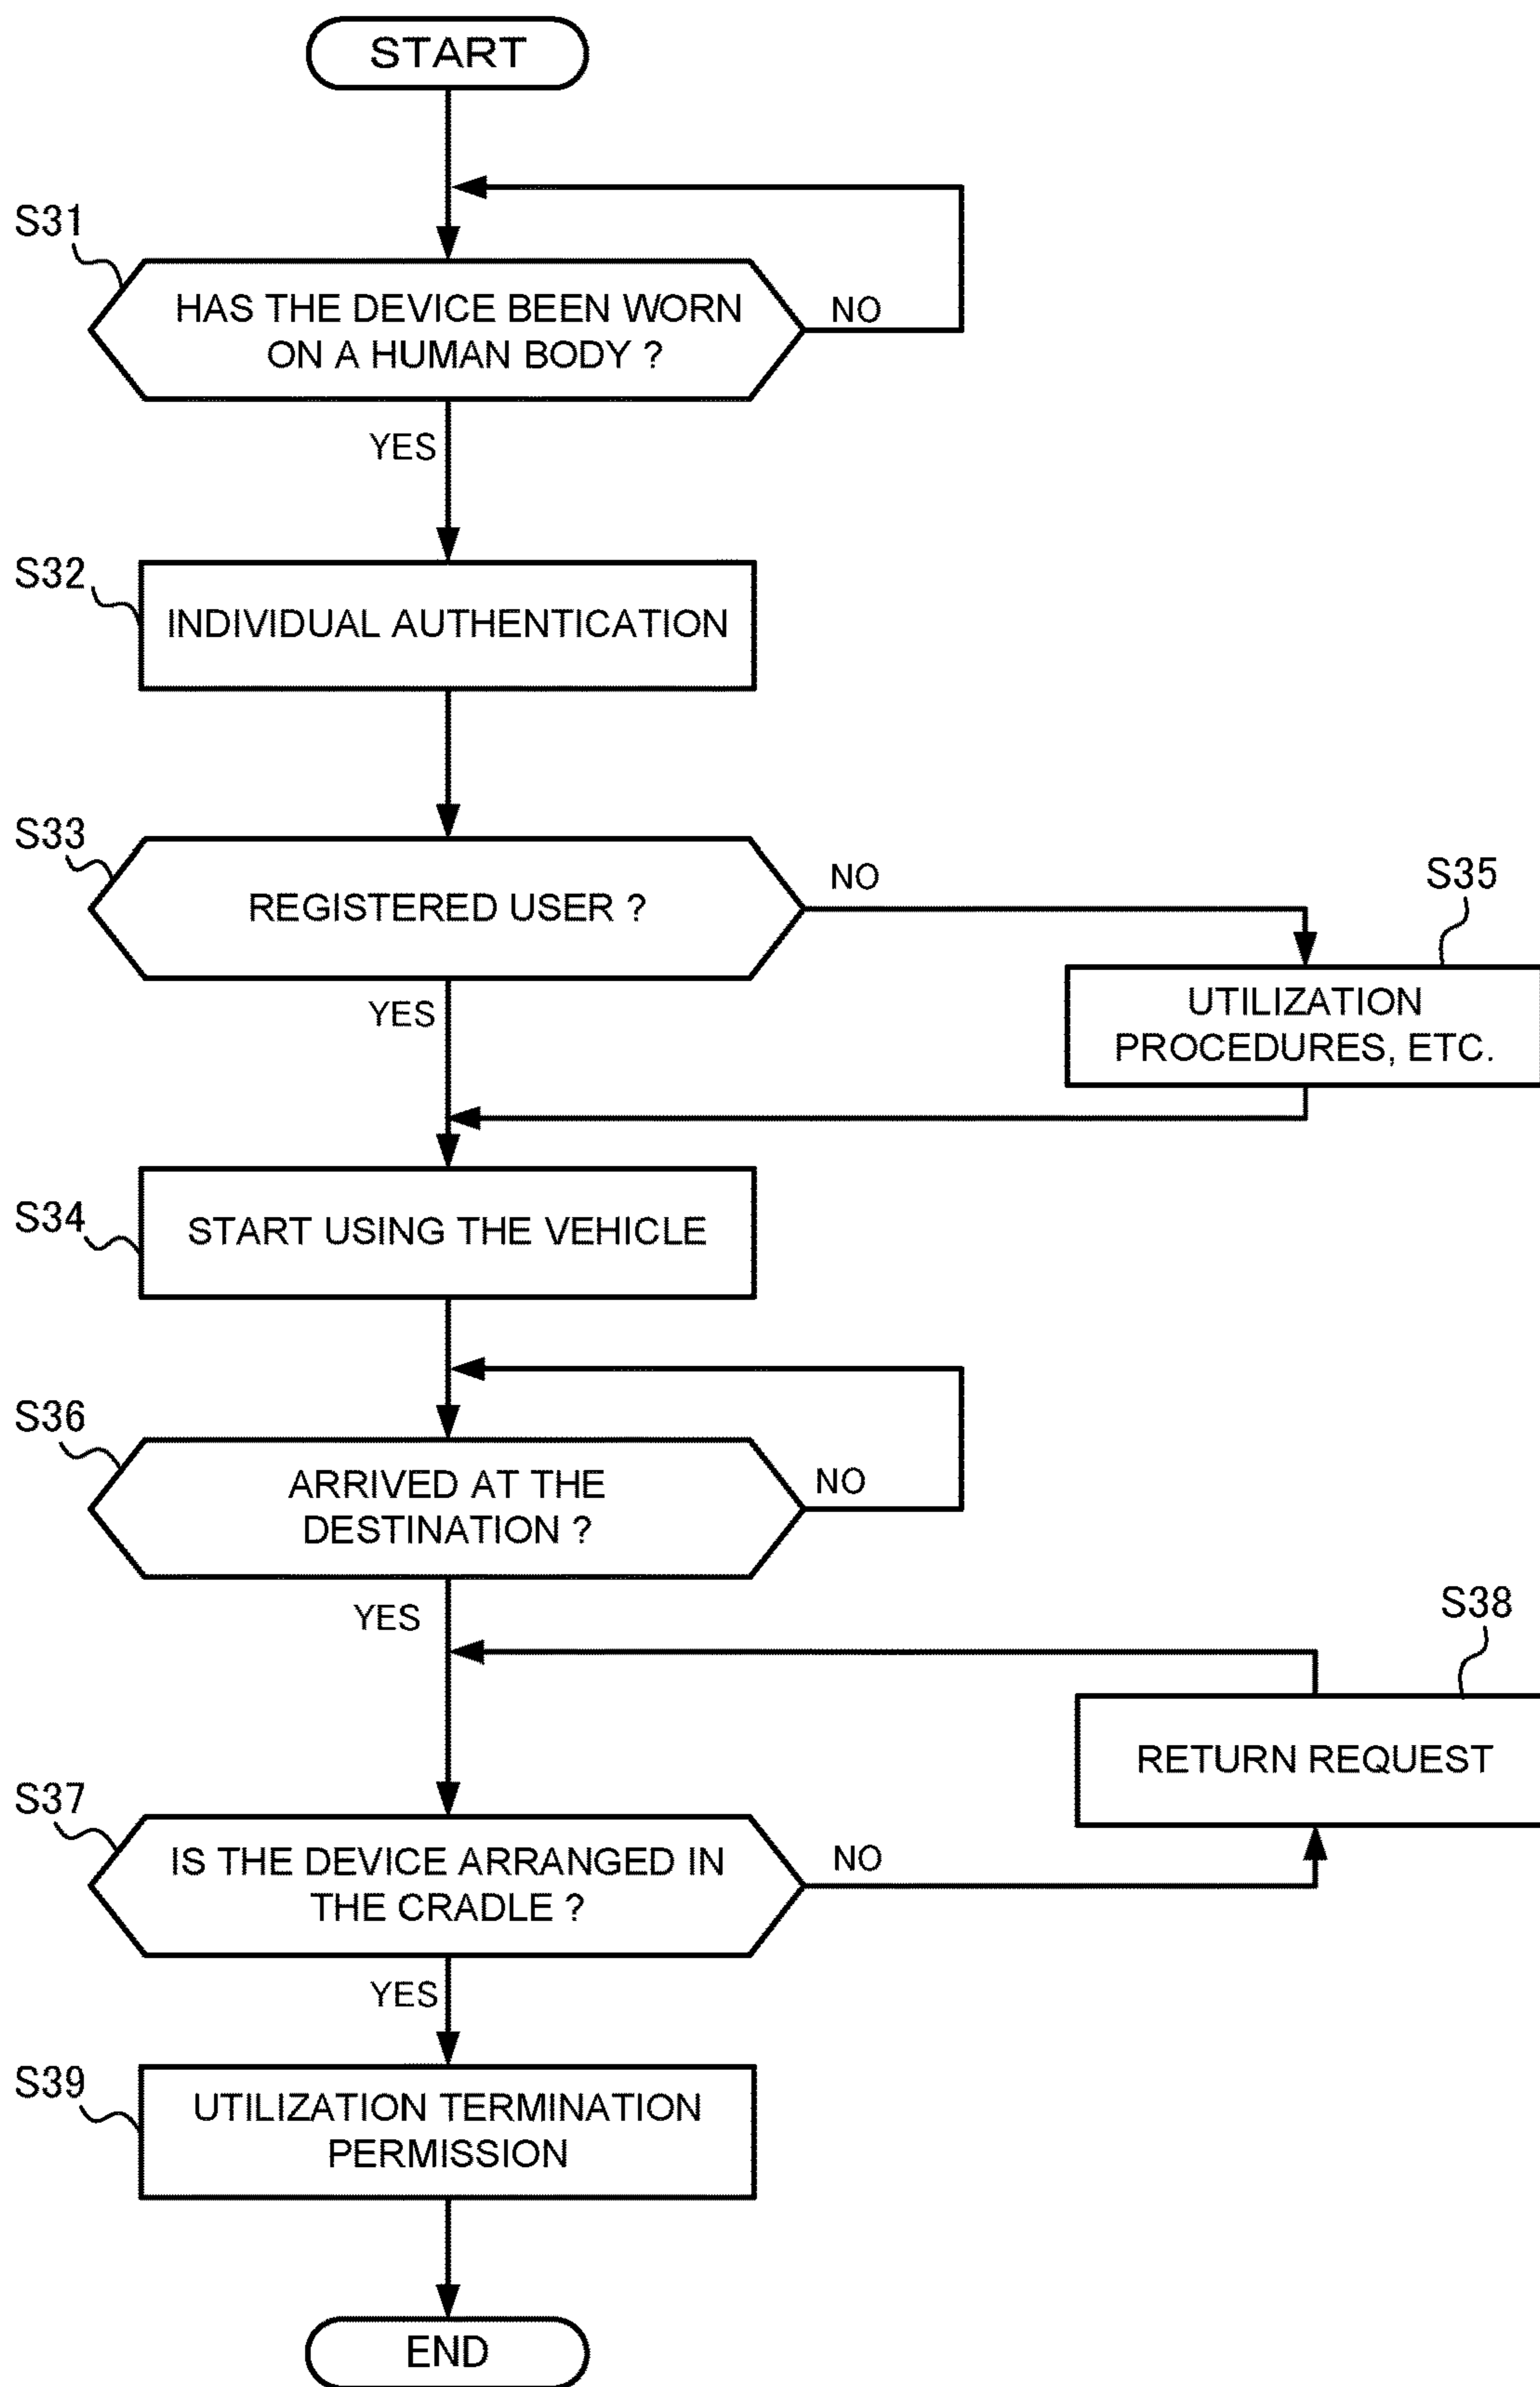 START
S31
HAS THE DEVICE BEEN WORN
ON A HUMAN BODY ?
NO
YES
S32
INDIVIDUAL AUTHENTICATION
S33
REGISTERED USER ?
NO
YES
S35
UTILIZATION
PROCEDURES, ETC.
S34
START USING THE VEHICLE
S36
ARRIVED AT THE
DESTINATION ?
NO
YES
S38
RETURN REQUEST
S37
IS THE DEVICE ARRANGED IN
THE CRADLE ?
NO
YES
S39
UTILIZATION TERMINATION
PERMISSION
END